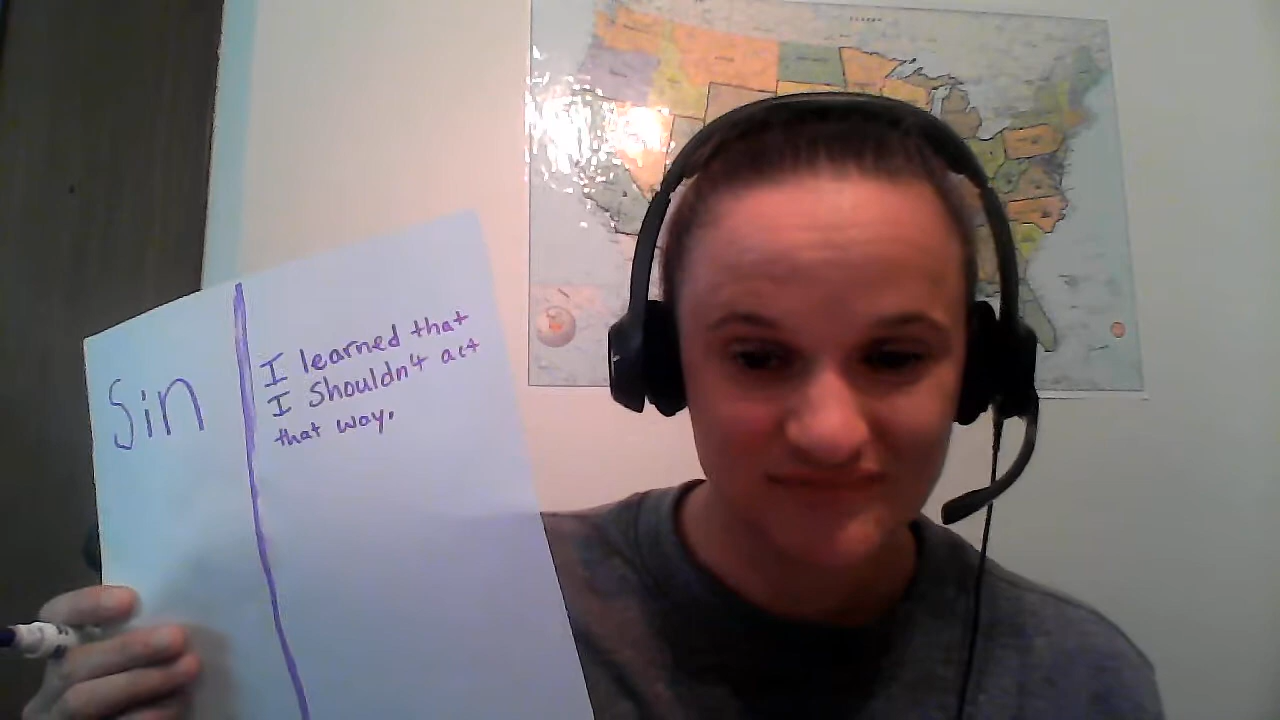 Sin
I learned that
I Shouldn't act
that way.